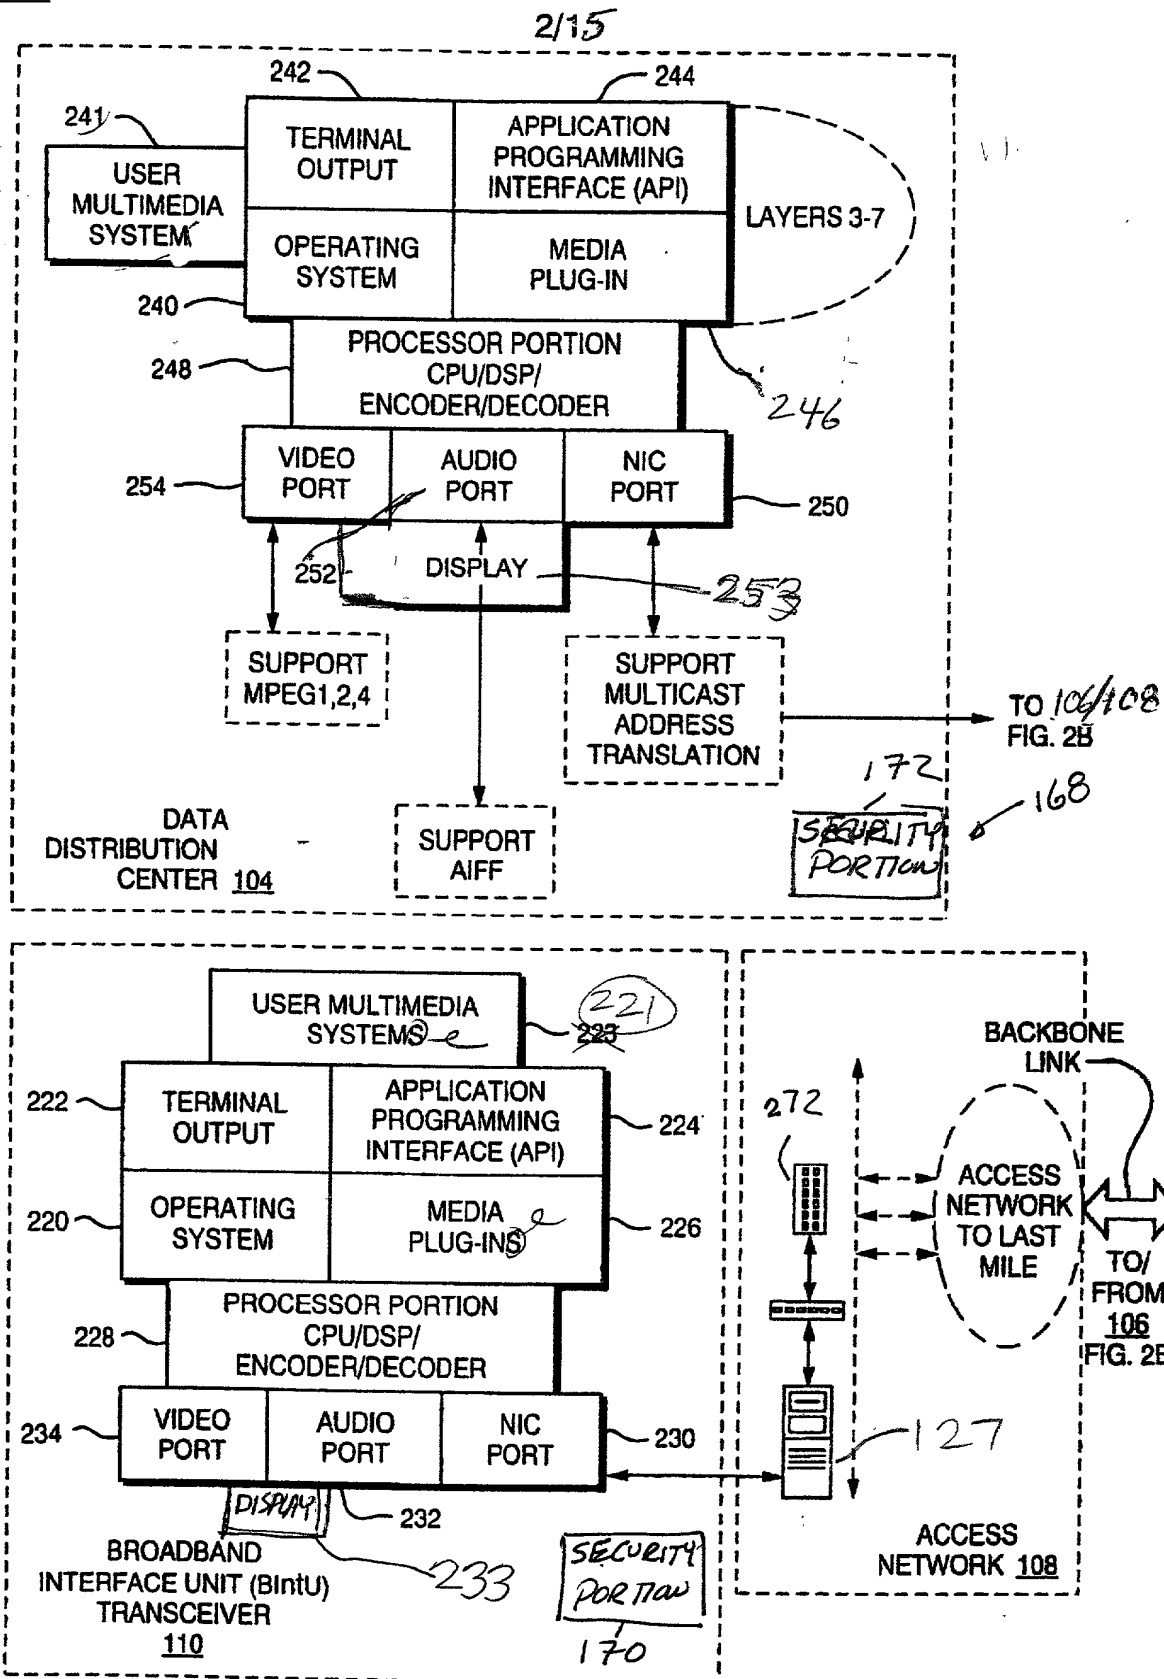 2/15
242
244
241
TERMINAL
OUTPUT
APPLICATION
PROGRAMMING
INTERFACE (API)
USER
MULTIMEDIA
SYSTEM
LAYERS 3-7
OPERATING
SYSTEM
MEDIA
PLUG-IN
240
248
PROCESSOR PORTION
CPU/DSP/
ENCODER/DECODER
246
254
VIDEO
PORT
AUDIO
PORT
NIC
PORT
250
252
DISPLAY
253
SUPPORT
MPEG1,2,4
SUPPORT
MULTICAST
ADDRESS
TRANSLATION
TO 106/108
FIG. 2B
172
168
SECURITY
PORTION
SUPPORT
AIFF
DATA
DISTRIBUTION
CENTER 104
USER MULTIMEDIA
SYSTEMS
221
223
222
TERMINAL
OUTPUT
APPLICATION
PROGRAMMING
INTERFACE (API)
224
220
OPERATING
SYSTEM
MEDIA
PLUG-INS
226
228
PROCESSOR PORTION
CPU/DSP/
ENCODER/DECODER
234
VIDEO
PORT
AUDIO
PORT
NIC
PORT
230
DISPLAY
232
233
BROADBAND
INTERFACE UNIT (BIntU)
TRANSCEIVER
110
SECURITY
PORTION
170
BACKBONE
LINK
272
ACCESS
NETWORK
TO LAST
MILE
TO/
FROM
106
FIG. 2B
127
ACCESS
NETWORK 108